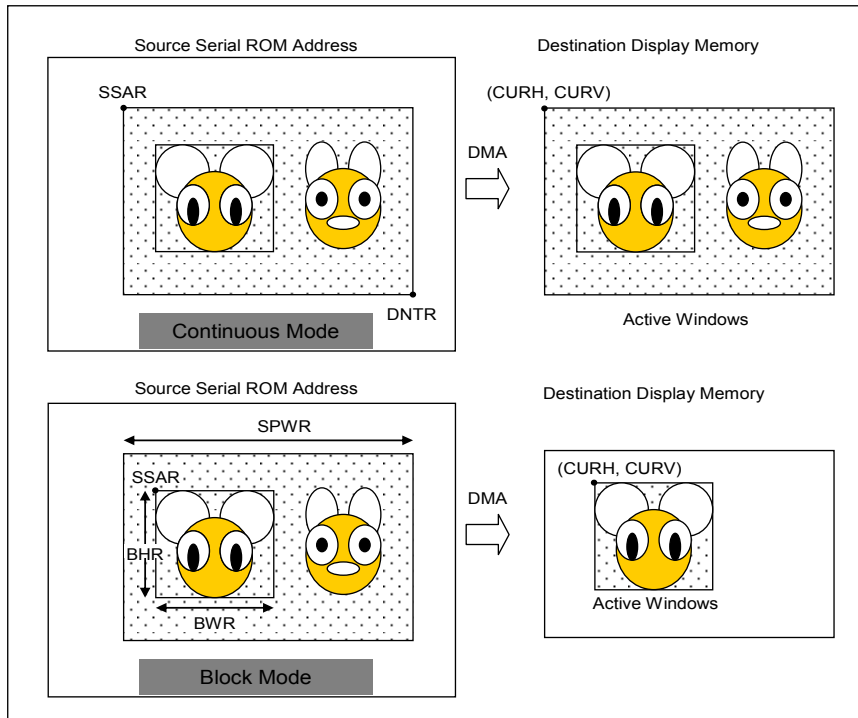 Source Serial ROM Address
Destination Display Memory
SSAR
(CURH, CURV)
DMA
DNTR
Continuous Mode
Active Windows
Source Serial ROM Address
Destination Display Memory
SPWR
SSAR
(CURH, CURV)
DMA
BHR
BWR
Active Windows
Block Mode